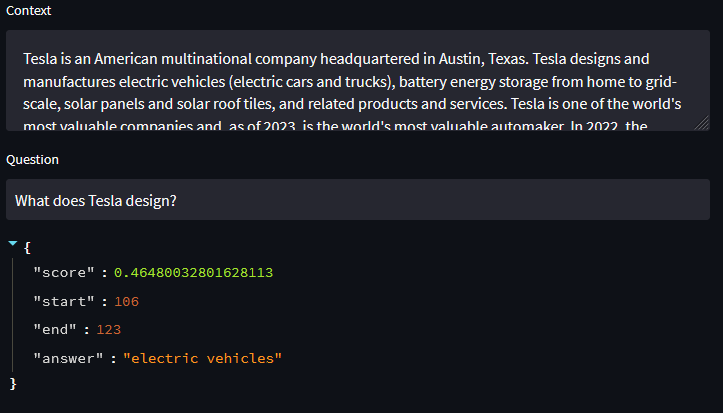 Context
Tesla is an American multinational company headquartered in Austin, Texas. Tesla designs and
manufactures electric vehicles (electric cars and trucks), battery energy storage from home to grid-
scale, solar panels and solar roof tiles, and related products and services. Tesla is one of the world's
most valuable companies and, as of 2023, is the world's most valuable automaker. In 2022, the
Question
What does Tesla design?
{
"score" : 0.46480032801628113
"start" : 106
"end" : 123
"answer" : "electric vehicles"
}